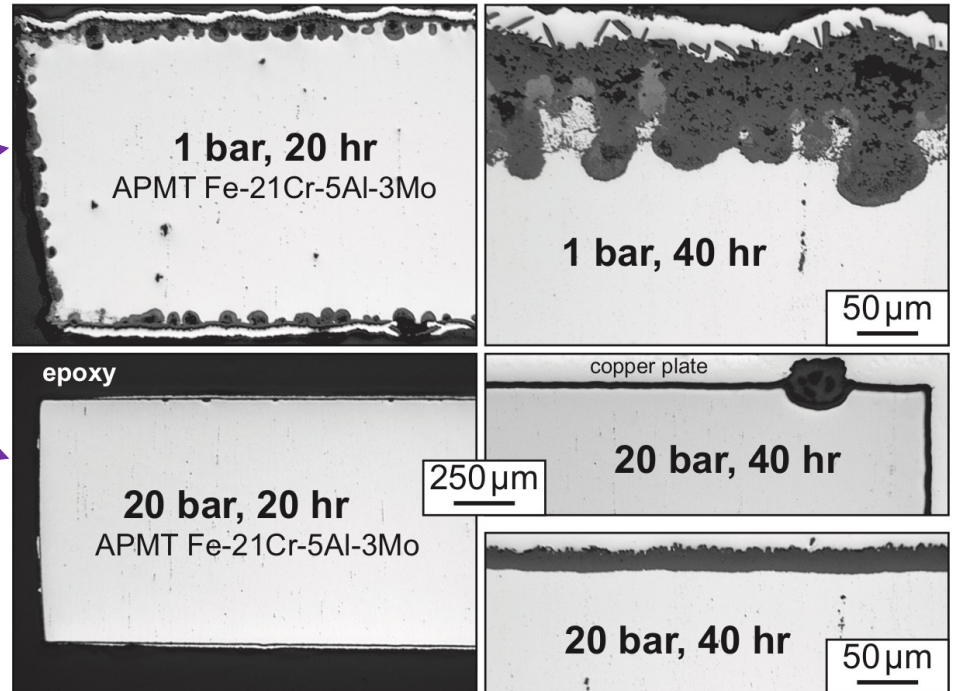 1 bar, 20 hr
APMT Fe-21Cr-5Al-3Mo
1 bar, 40 hr
50 µm
epoxy
20 bar, 20 hr
APMT Fe-21Cr-5Al-3Mo
250 µm
copper plate
20 bar, 40 hr
20 bar, 40 hr
50 µm